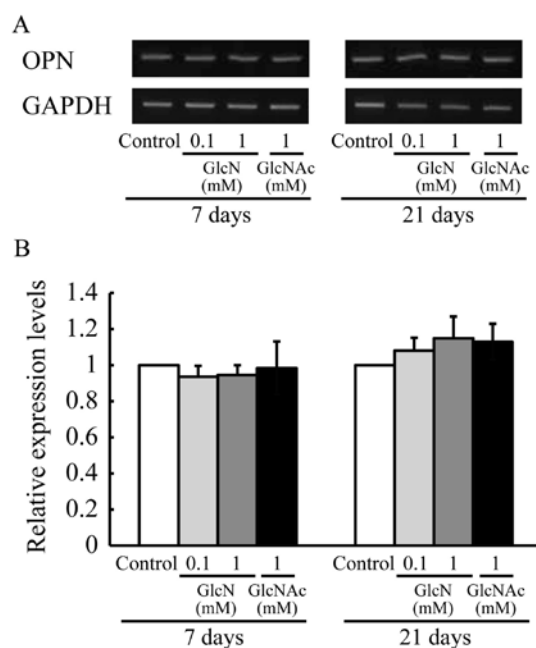 A
OPN
GAPDH
Control 0.1 1 1 Control 0.1 1 1
GlcN GlcNAc GlcN GlcNAc
(mM) (mM) (mM) (mM)
7 days 21 days
B
Relative expression levels
1.4
1.2
1
0.8
0.6
0.4
0.2
0
Control 0.1 1 1 Control 0.1 1 1
GlcN GlcNAc GlcN GlcNAc
(mM) (mM) (mM) (mM)
7 days 21 days